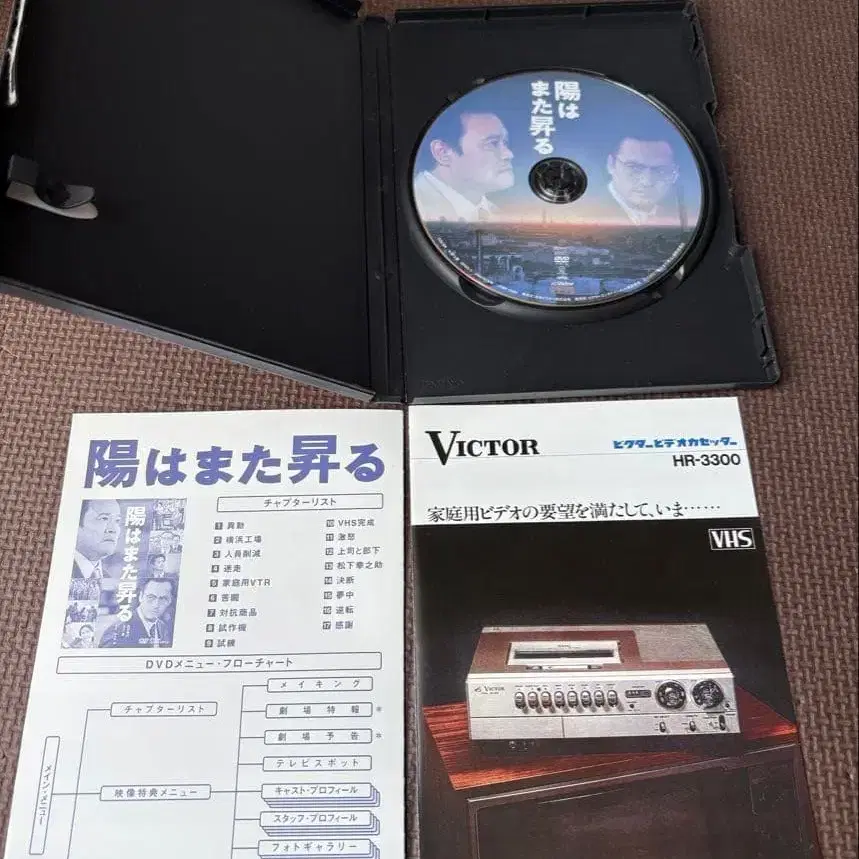 陽は
また昇る
DVD
陽はまた昇る
チャプターリスト
陽はまた昇る
1 異動
2 横浜工場
3 人員削減
4 迷走
5 家庭用VTR
6 苦闘
7 対抗商品
8 試作機
9 試練
10 VHS完成
11 激怒
12 上司と部下
13 松下幸之助
14 決断
15 夢中
16 逆転
17 感謝
DVDメニュー・フローチャート
メイン・メニュー
チャプターリスト
映像特典メニュー
メイキング
劇場特報 *
劇場予告 *
テレビスポット
キャスト・プロフィール
スタッフ・プロフィール
フォトギャラリー
VICTOR
ビクタービデオカセッター
HR-3300
家庭用ビデオの要望を満たして、いま……
VHS
VICTOR